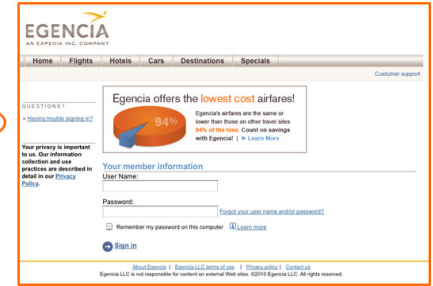 EGENCIA
AN EXPEDIA INC, COMPANY
Home Flights Hotels Cars Destinations Specials
Customer support
QUESTIONS?
Having trouble signing in?
Your privacy is important
to us. Our information
collection and use
practices are described in
detail in our Privacy
Policy.
Egencia offers the lowest cost airfares!
94%
Egencia's airfares are the same or
lower than those on other travel sites
94% of the time. Count on savings
with Egencia! | Learn More
Your member information
User Name:
Password:
Forgot your user name and/or password?
Remember my password on this computer Learn more
Sign in
About Egencia | Egencia LLC terms of use | Privacy policy | Contact us
Egencia LLC is not responsible for content on external Web sites. ©2010 Egencia LLC. All rights reserved.